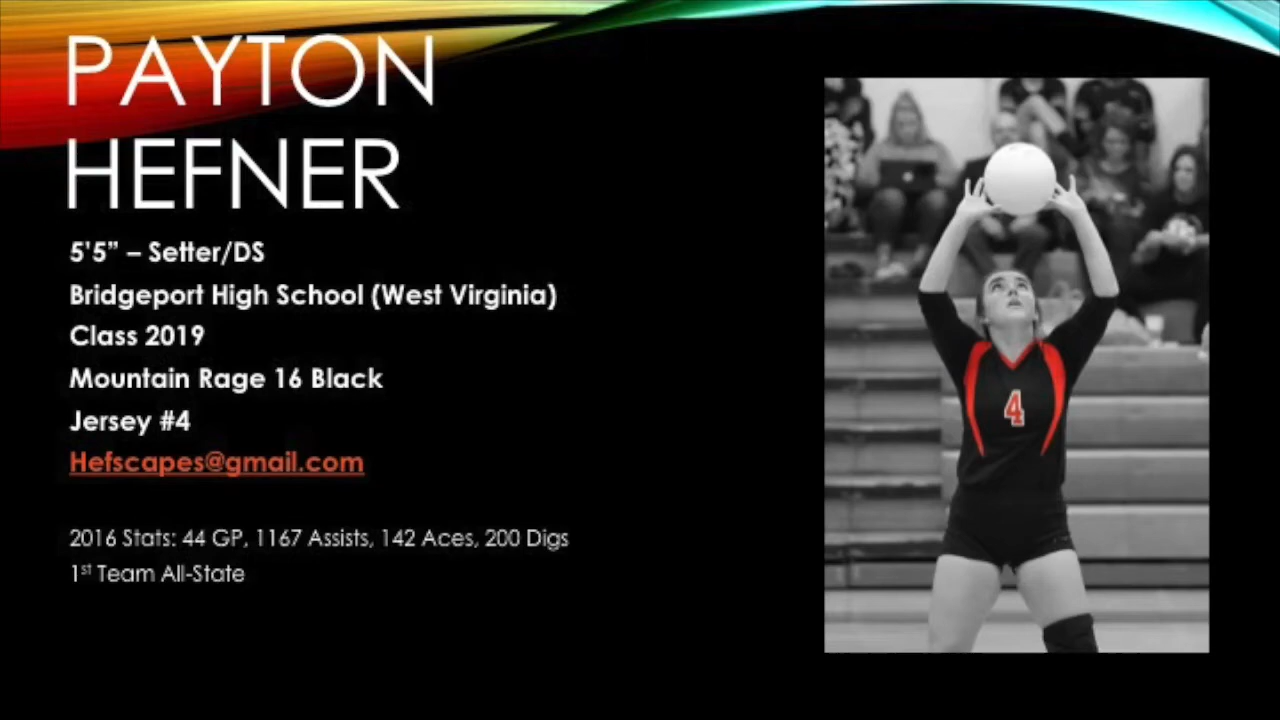 PAYTON
HEFNER
5'5” – Setter/DS
Bridgeport High School (West Virginia)
Class 2019
Mountain Rage 16 Black
Jersey #4
Hefscapes@gmail.com
2016 Stats: 44 GP, 1167 Assists, 142 Aces, 200 Digs
1st Team All-State
4